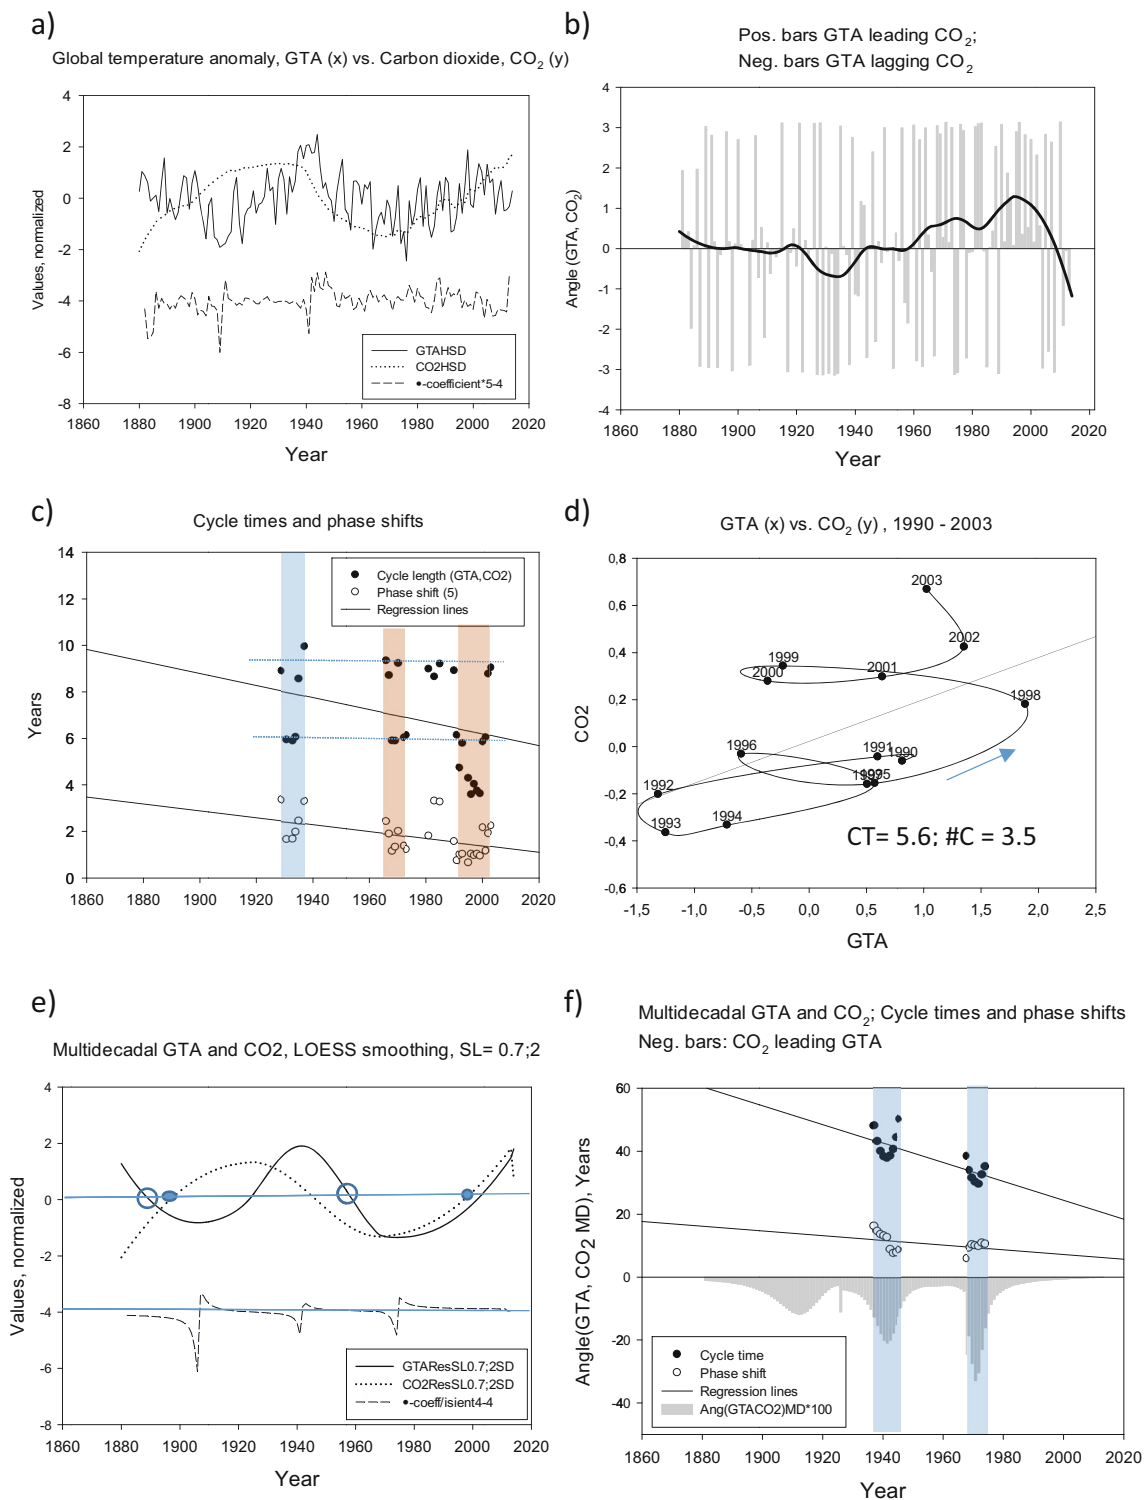 a)
Global temperature anomaly, GTA (x) vs. Carbon dioxide, CO2 (y)
4
2
0
-2
-4
-6
-8
Values, normalized
GTAHSD
CO2HSD
•-coefficient*5-4
1860 1880 1900 1920 1940 1960 1980 2000 2020
Year
b)
Pos. bars GTA leading CO2;
Neg. bars GTA lagging CO2
4
3
2
1
0
-1
-2
-3
-4
Angle (GTA, CO2)
1860 1880 1900 1920 1940 1960 1980 2000 2020
Year
c)
Cycle times and phase shifts
14
12
10
8
6
4
2
0
Years
Cycle length (GTA,CO2)
Phase shift (5)
Regression lines
1860 1880 1900 1920 1940 1960 1980 2000 2020
Year
d)
GTA (x) vs. CO2 (y) , 1990 - 2003
0,8
0,6
0,4
0,2
0,0
-0,2
-0,4
-0,6
CO2
2003
2002
1999
2001
2000
1998
1996
1991
1990
1995
1992
1993
1994
CT= 5.6; #C = 3.5
-1,5 -1,0 -0,5 0,0 0,5 1,0 1,5 2,0 2,5
GTA
e)
Multidecadal GTA and CO2, LOESS smoothing, SL= 0.7;2
4
2
0
-2
-4
-6
-8
Values, normalized
GTAResSL0.7;2SD
CO2ResSL0.7;2SD
•-coeff/isient4-4
1860 1880 1900 1920 1940 1960 1980 2000 2020
Year
f)
Multidecadal GTA and CO2; Cycle times and phase shifts
Neg. bars: CO2 leading GTA
60
40
20
0
-20
-40
Angle(GTA, CO2 MD), Years
Cycle time
Phase shift
Regression lines
Ang(GTACO2)MD*100
1860 1880 1900 1920 1940 1960 1980 2000 2020
Year